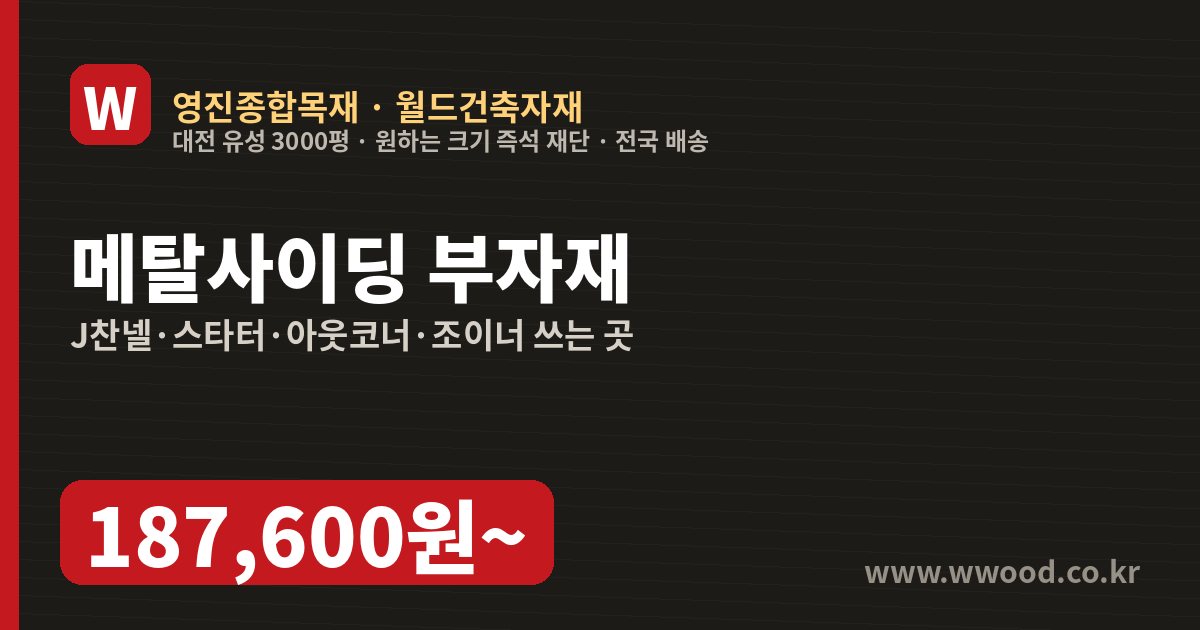 W
영진종합목재 · 월드건축자재
대전 유성 3000평 · 원하는 크기 즉석 재단 · 전국 배송
메탈사이딩 부자재
J찬넬·스타터·아웃코너·조이너 쓰는 곳
187,600원~
www.wwood.co.kr